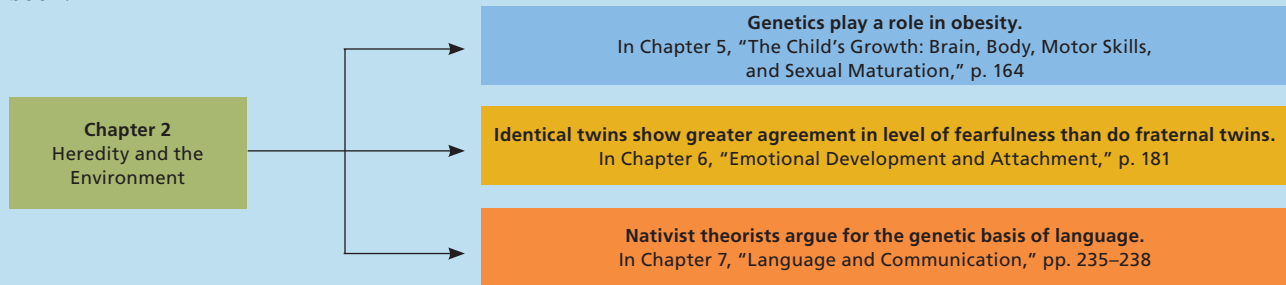 Genetics play a role in obesity.
In Chapter 5, “The Child’s Growth: Brain, Body, Motor Skills,
and Sexual Maturation,” p. 164
Chapter 2
Heredity and the
Environment
Identical twins show greater agreement in level of fearfulness than do fraternal twins.
In Chapter 6, “Emotional Development and Attachment,” p. 181
Nativist theorists argue for the genetic basis of language.
In Chapter 7, “Language and Communication,” pp. 235–238